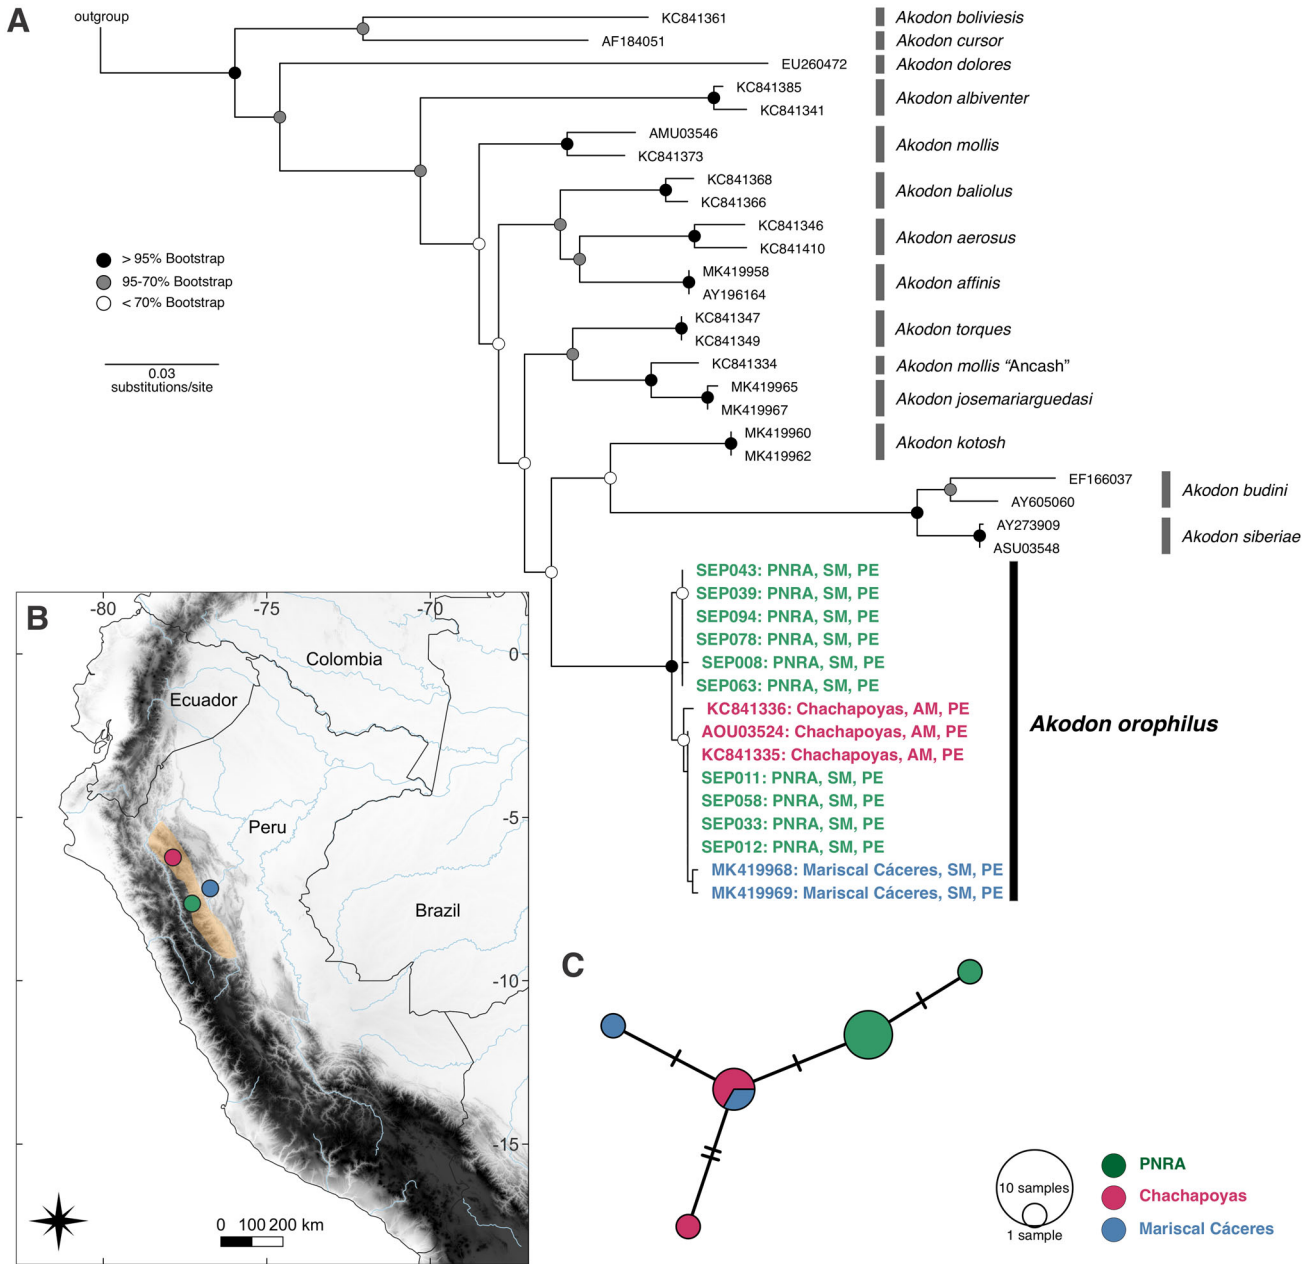 A
outgroup
KC841361
Akodon boliviesis
AF184051
Akodon cursor
EU260472
Akodon dolores
KC841385
KC841341
Akodon albiventer
AMU03546
KC841373
Akodon mollis
KC841368
KC841366
Akodon baliolus
KC841346
KC841410
Akodon aerosus
MK419958
AY196164
Akodon affinis
KC841347
KC841349
Akodon torques
KC841334
Akodon mollis “Ancash”
MK419965
MK419967
Akodon josemariarguedasi
MK419960
MK419962
Akodon kotosh
EF166037
AY605060
Akodon budini
AY273909
ASU03548
Akodon siberiae
> 95% Bootstrap
95-70% Bootstrap
< 70% Bootstrap
0.03
substitutions/site
SEP043: PNRA, SM, PE
SEP039: PNRA, SM, PE
SEP094: PNRA, SM, PE
SEP078: PNRA, SM, PE
SEP008: PNRA, SM, PE
SEP063: PNRA, SM, PE
KC841336: Chachapoyas, AM, PE
AOU03524: Chachapoyas, AM, PE
KC841335: Chachapoyas, AM, PE
SEP011: PNRA, SM, PE
SEP058: PNRA, SM, PE
SEP033: PNRA, SM, PE
SEP012: PNRA, SM, PE
MK419968: Mariscal Cáceres, SM, PE
MK419969: Mariscal Cáceres, SM, PE
Akodon orophilus
B
-80
-75
-70
0
-5
-10
-15
Colombia
Ecuador
Peru
Brazil
0 100 200 km
C
10 samples
1 sample
PNRA
Chachapoyas
Mariscal Cáceres